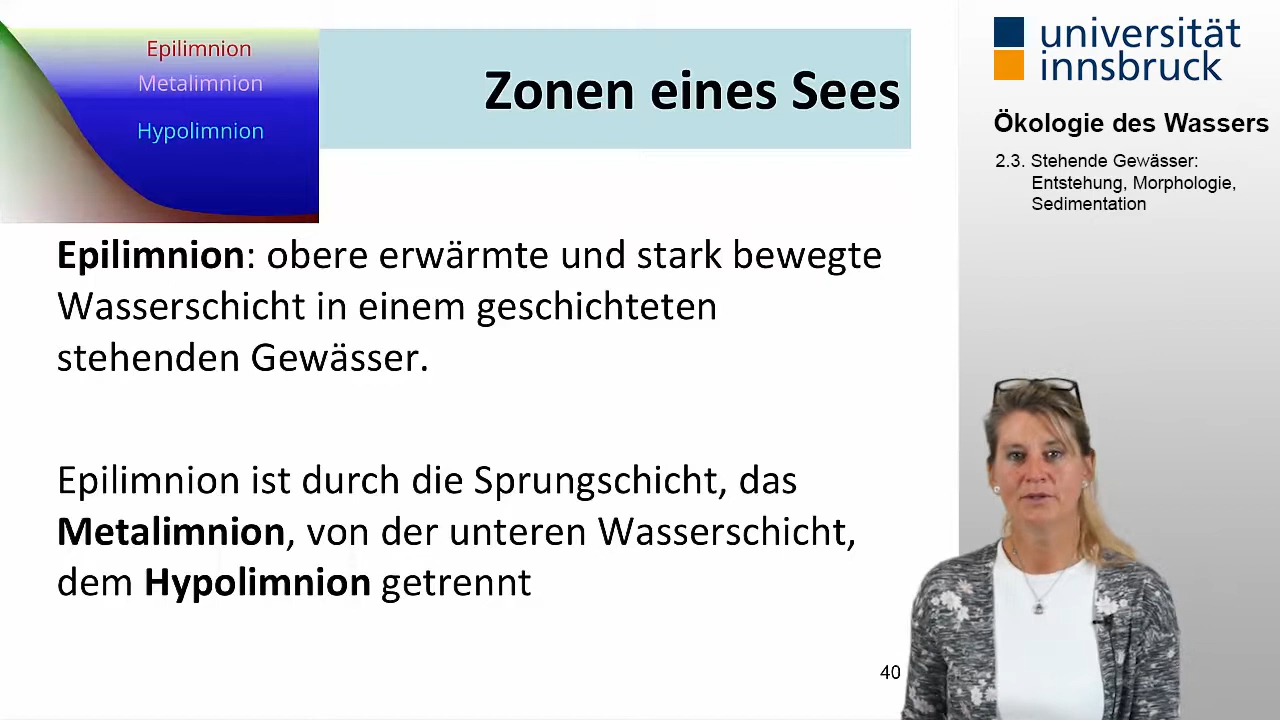 Epilimnion
Metalimnion
Hypolimnion
Zonen eines Sees
Epilimnion: obere erwärmte und stark bewegte
Wasserschicht in einem geschichteten
stehenden Gewässer.
Epilimnion ist durch die Sprungschicht, das
Metalimnion, von der unteren Wasserschicht,
dem Hypolimnion getrennt
40
universität
innsbruck
Ökologie des Wassers
2.3. Stehende Gewässer:
Entstehung, Morphologie,
Sedimentation